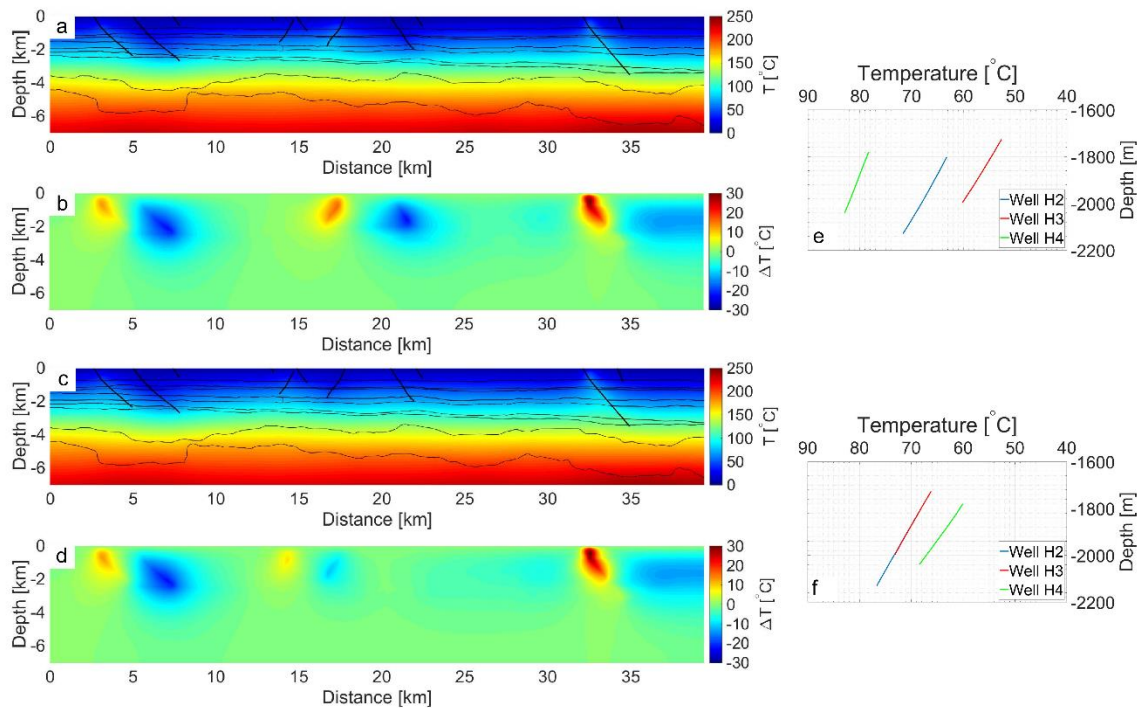 a
Depth [km]
0
-2
-4
-6
0 5 10 15 20 25 30 35
Distance [km]
250
200
150
100
50
0
T [°C]
b
Depth [km]
0
-2
-4
-6
0 5 10 15 20 25 30 35
Distance [km]
30
20
10
0
-10
-20
-30
ΔT [°C]
c
Depth [km]
0
-2
-4
-6
0 5 10 15 20 25 30 35
Distance [km]
250
200
150
100
50
0
T [°C]
d
Depth [km]
0
-2
-4
-6
0 5 10 15 20 25 30 35
Distance [km]
30
20
10
0
-10
-20
-30
ΔT [°C]
Temperature [°C]
90 80 70 60 50 40
-1600
-1800
-2000
-2200
Depth [m]
e
Well H2
Well H3
Well H4
Temperature [°C]
90 80 70 60 50 40
-1600
-1800
-2000
-2200
Depth [m]
f
Well H2
Well H3
Well H4